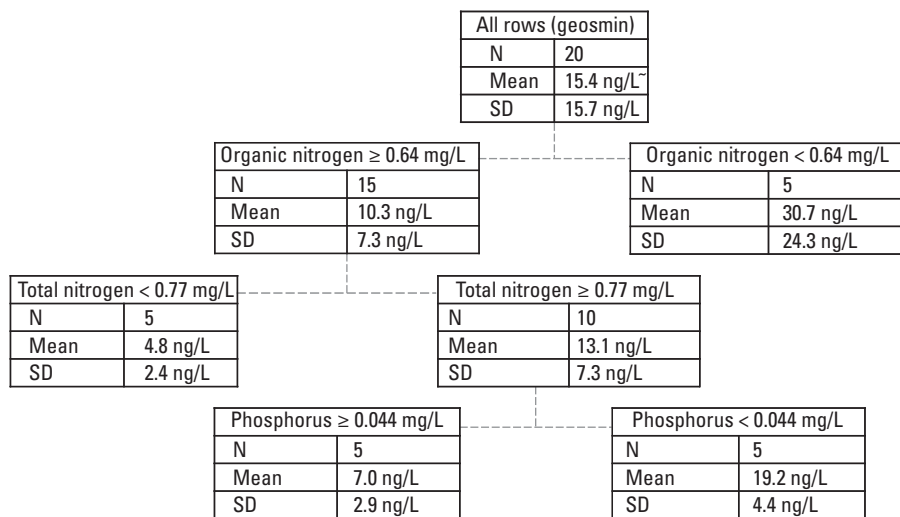 All rows (geosmin)
N 20
Mean 15.4 ng/L˜
SD 15.7 ng/L
Organic nitrogen ≥ 0.64 mg/L
N 15
Mean 10.3 ng/L
SD 7.3 ng/L
Organic nitrogen < 0.64 mg/L
N 5
Mean 30.7 ng/L
SD 24.3 ng/L
Total nitrogen < 0.77 mg/L
N 5
Mean 4.8 ng/L
SD 2.4 ng/L
Total nitrogen ≥ 0.77 mg/L
N 10
Mean 13.1 ng/L
SD 7.3 ng/L
Phosphorus ≥ 0.044 mg/L
N 5
Mean 7.0 ng/L
SD 2.9 ng/L
Phosphorus < 0.044 mg/L
N 5
Mean 19.2 ng/L
SD 4.4 ng/L